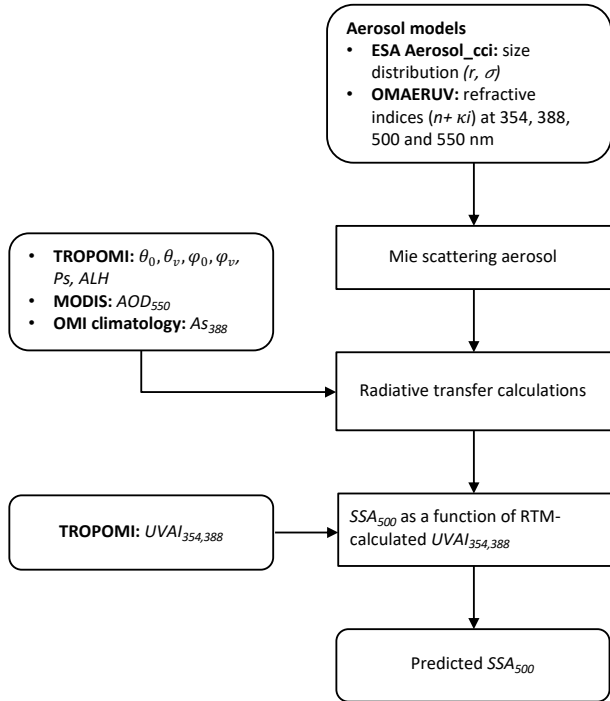 Aerosol models
• ESA Aerosol_cci: size
distribution (r, σ)
• OMAERUV: refractive
indices (n+ κi) at 354, 388,
500 and 550 nm
Mie scattering aerosol
• TROPOMI: θ₀, θᵥ, φ₀, φᵥ,
Ps, ALH
• MODIS: AOD₅₅₀
• OMI climatology: As₃₈₈
Radiative transfer calculations
TROPOMI: UVAI₃₅₄,₃₈₈
SSA₅₀₀ as a function of RTM-
calculated UVAI₃₅₄,₃₈₈
Predicted SSA₅₀₀